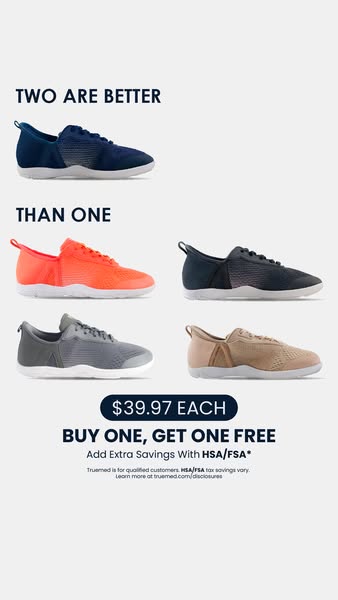 TWO ARE BETTER
THAN ONE
$39.97 EACH
BUY ONE, GET ONE FREE
Add Extra Savings With HSA/FSA*
Truemed is for qualified customers. HSA/FSA tax savings vary.
Learn more at truemed.com/disclosures